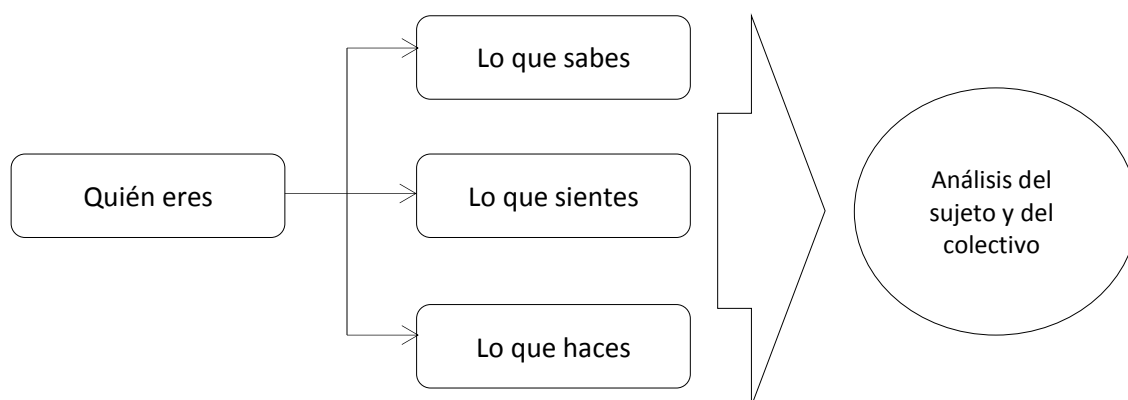 Lo que sabes
Quién eres
Lo que sientes
Lo que haces
Análisis del
sujeto y del
colectivo